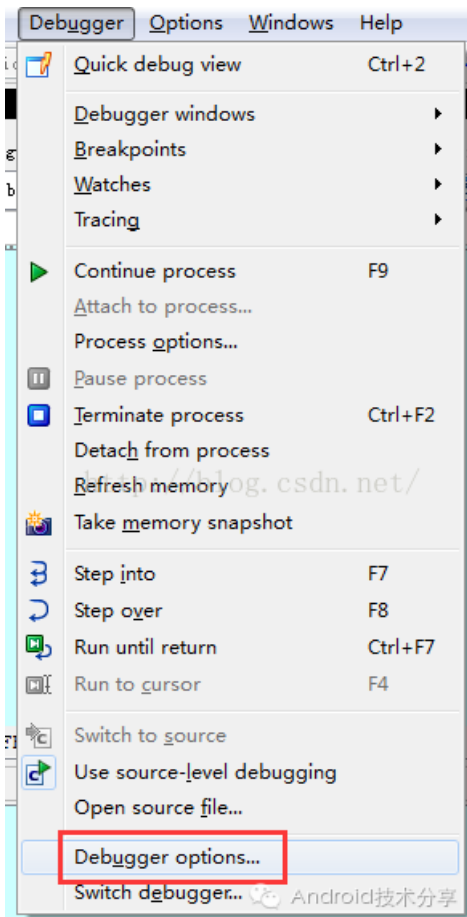 Debugger Options Windows Help
Quick debug view Ctrl+2
Debugger windows
Breakpoints
Watches
Tracing
Continue process F9
Attach to process...
Process options...
Pause process
Terminate process Ctrl+F2
Detach from process
http://blog.csdn.net/
Refresh memory
Take memory snapshot
Step into F7
Step over F8
Run until return Ctrl+F7
Run to cursor F4
Switch to source
Use source-level debugging
Open source file...
Debugger options...
Switch debugger...
Android技术分享